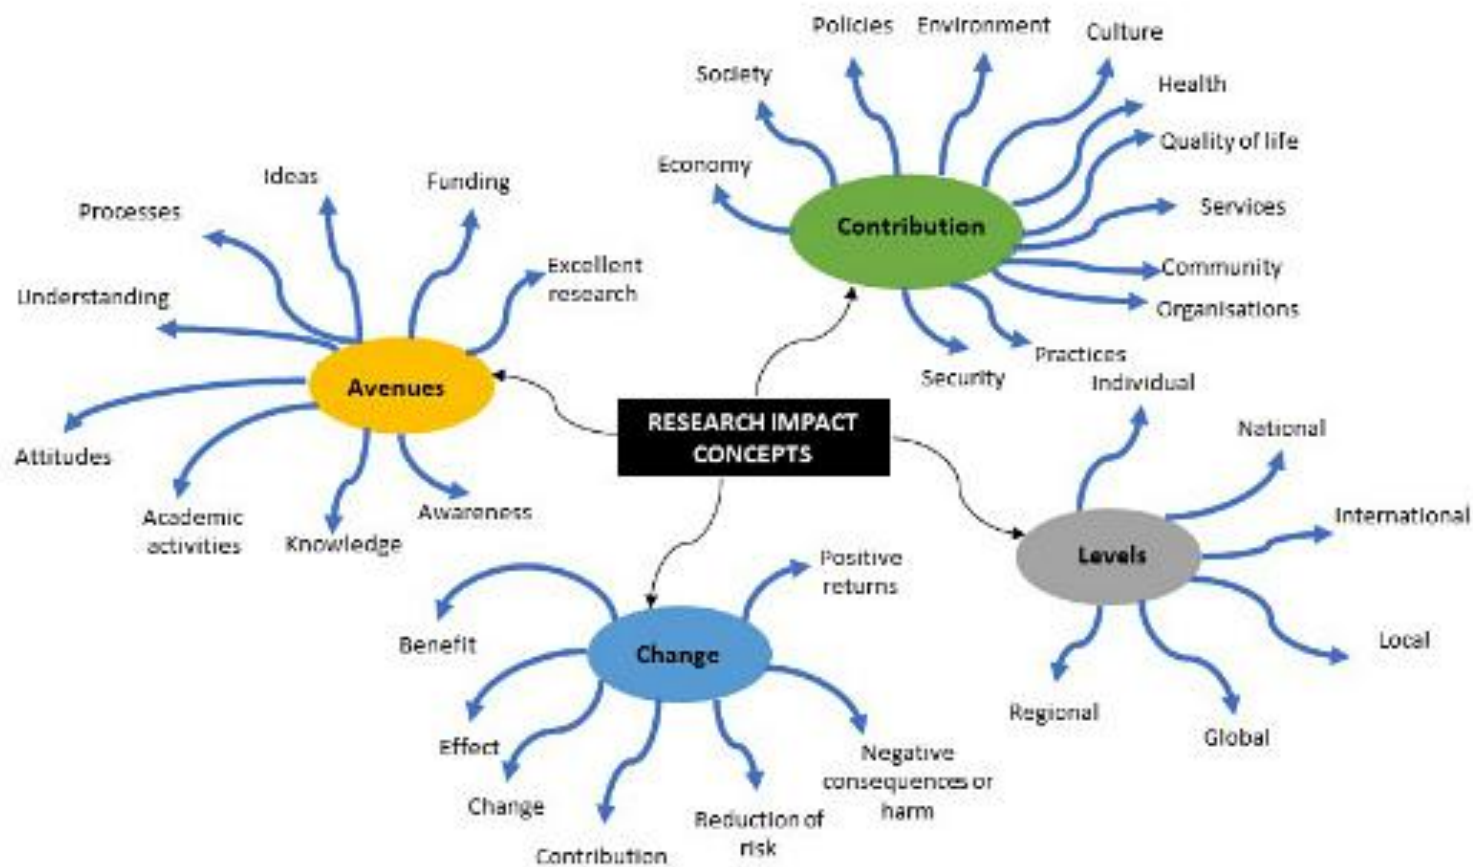 Policies
Environment
Culture
Society
Health
Quality of life
Economy
Services
Contribution
Community
Organisations
Practices
Security
Ideas
Funding
Processes
Excellent
research
Understanding
Avenues
Attitudes
Academic
activities
Knowledge
Awareness
RESEARCH IMPACT
CONCEPTS
Individual
National
International
Levels
Local
Regional
Global
Positive
returns
Benefit
Change
Effect
Change
Contribution
Reduction of
risk
Negative
consequences or
harm